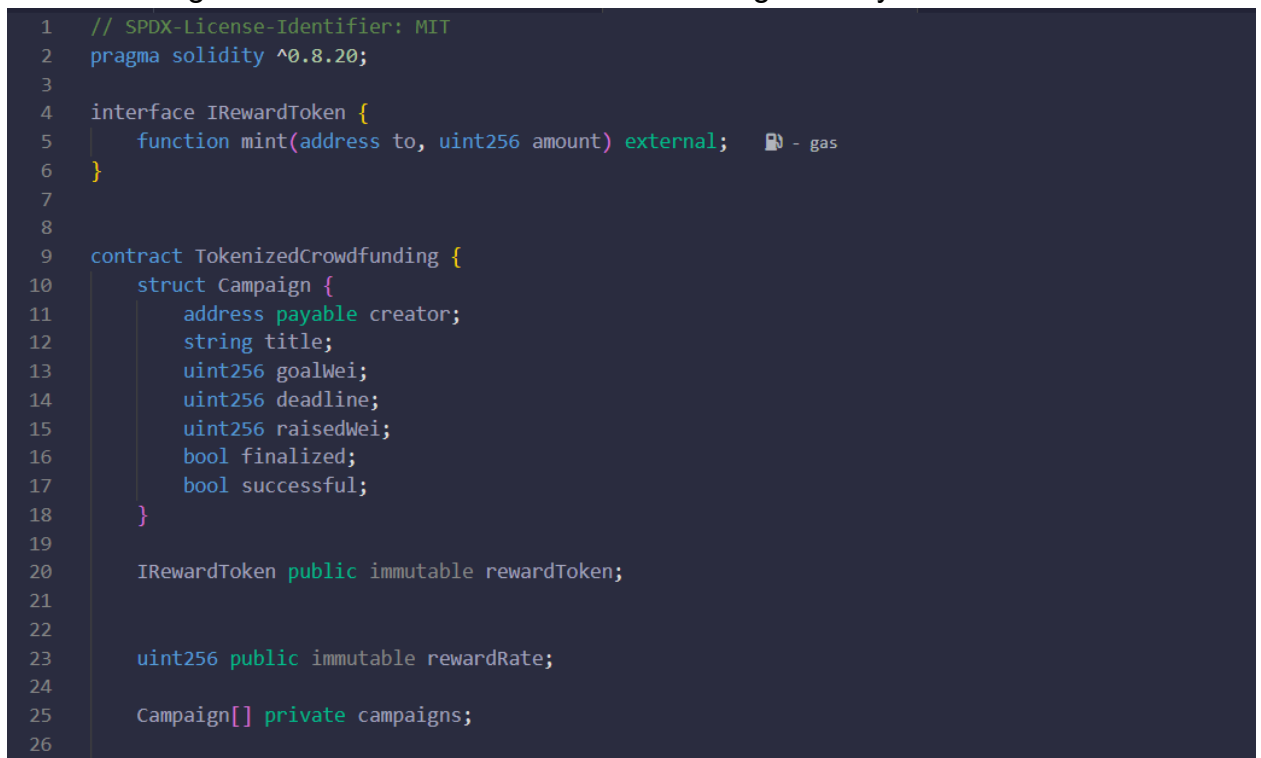 1 // SPDX-License-Identifier: MIT
2 pragma solidity ^0.8.20;
3
4 interface IRewardToken {
5 function mint(address to, uint256 amount) external; - gas
6 }
7
8
9 contract TokenizedCrowdfunding {
10 struct Campaign {
11 address payable creator;
12 string title;
13 uint256 goalWei;
14 uint256 deadline;
15 uint256 raisedWei;
16 bool finalized;
17 bool successful;
18 }
19
20 IRewardToken public immutable rewardToken;
21
22
23 uint256 public immutable rewardRate;
24
25 Campaign[] private campaigns;
26